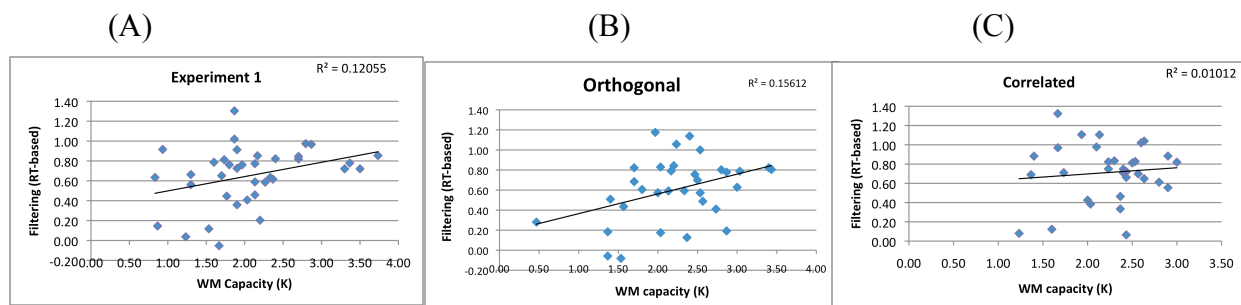 (A)
Experiment 1
R² = 0.12055
Filtering (RT-based)
1.40
1.20
1.00
0.80
0.60
0.40
0.20
0.00
-0.20
0.00 0.50 1.00 1.50 2.00 2.50 3.00 3.50 4.00
WM Capacity (K)
(B)
Orthogonal
R² = 0.15612
Filtering (RT-based)
1.40
1.20
1.00
0.80
0.60
0.40
0.20
0.00
-0.20
0.00 0.50 1.00 1.50 2.00 2.50 3.00 3.50 4.00
WM capacity (K)
(C)
Correlated
R² = 0.01012
Filtering (RT-based)
1.40
1.20
1.00
0.80
0.60
0.40
0.20
0.00
0.00 0.50 1.00 1.50 2.00 2.50 3.00 3.50
WM capacity (K)